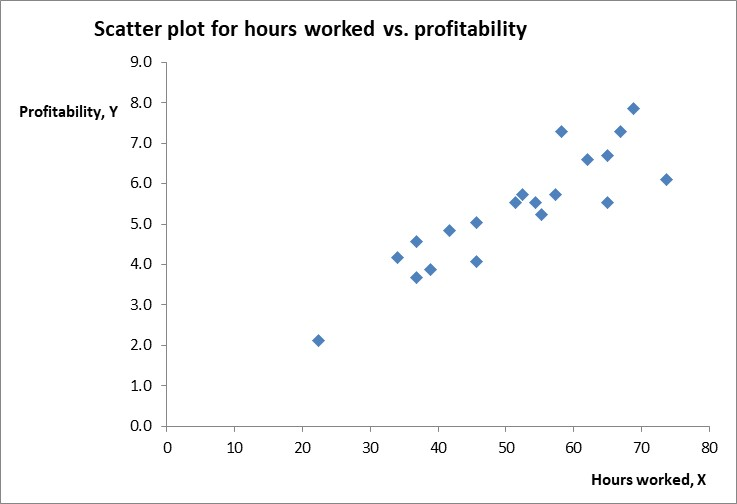 Scatter plot for hours worked vs. profitability
9.0
Profitability, Y
8.0
7.0
6.0
5.0
4.0
3.0
2.0
1.0
0.0
0 10 20 30 40 50 60 70 80
Hours worked, X